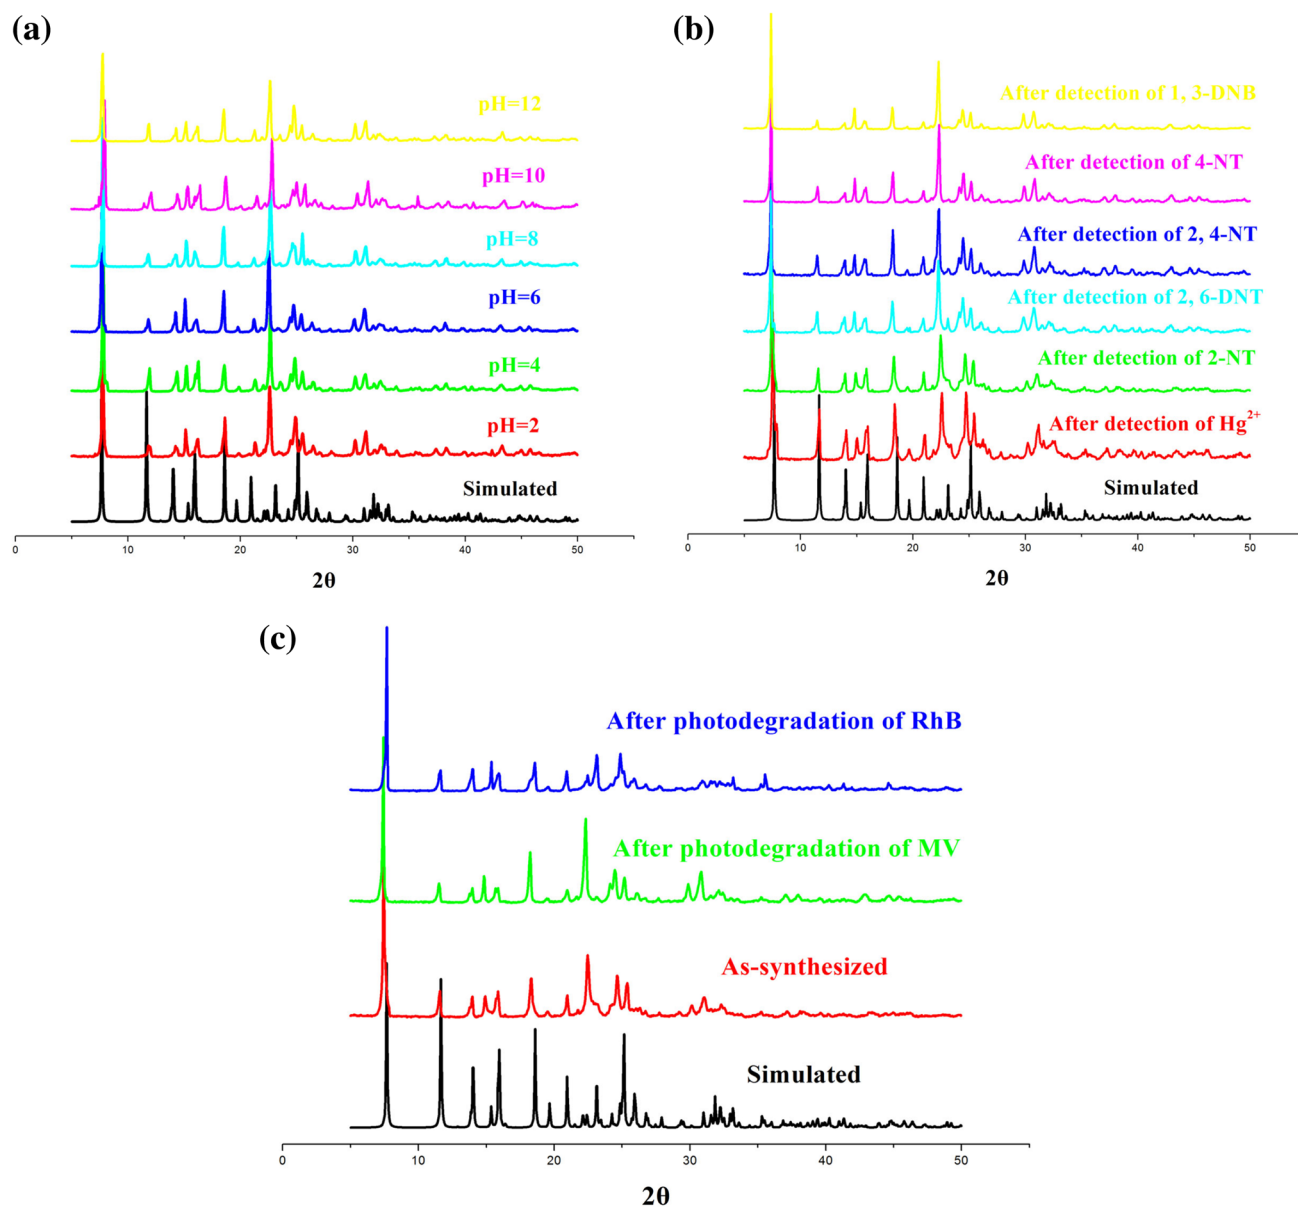 (a)
pH=12
pH=10
pH=8
pH=6
pH=4
pH=2
Simulated
0 10 20 30 40 50
2θ
(b)
After detection of 1, 3-DNB
After detection of 4-NT
After detection of 2, 4-NT
After detection of 2, 6-DNT
After detection of 2-NT
After detection of Hg²⁺
Simulated
0 10 20 30 40 50
2θ
(c)
After photodegradation of RhB
After photodegradation of MV
As-synthesized
Simulated
0 10 20 30 40 50
2θ